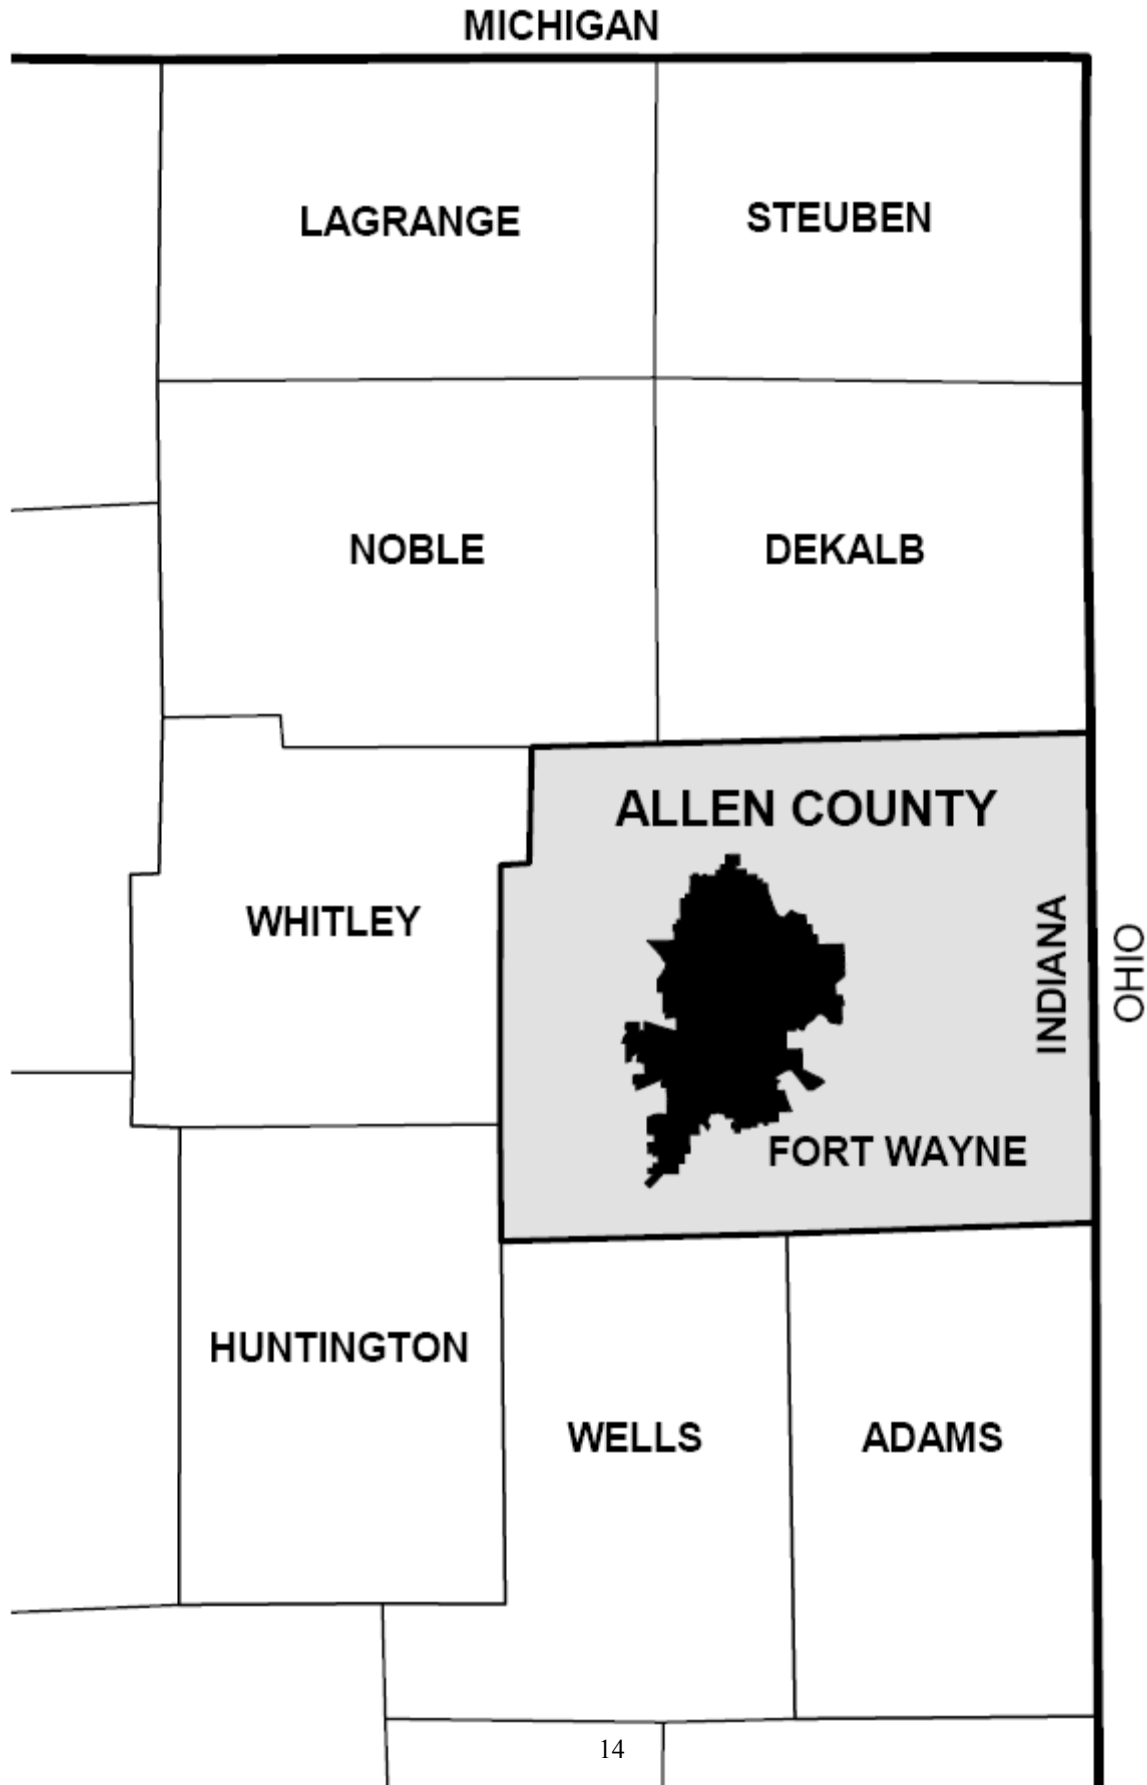 MICHIGAN
LAGRANGE
STEUBEN
NOBLE
DEKALB
ALLEN COUNTY
WHITLEY
INDIANA
OHIO
FORT WAYNE
HUNTINGTON
WELLS
ADAMS
14